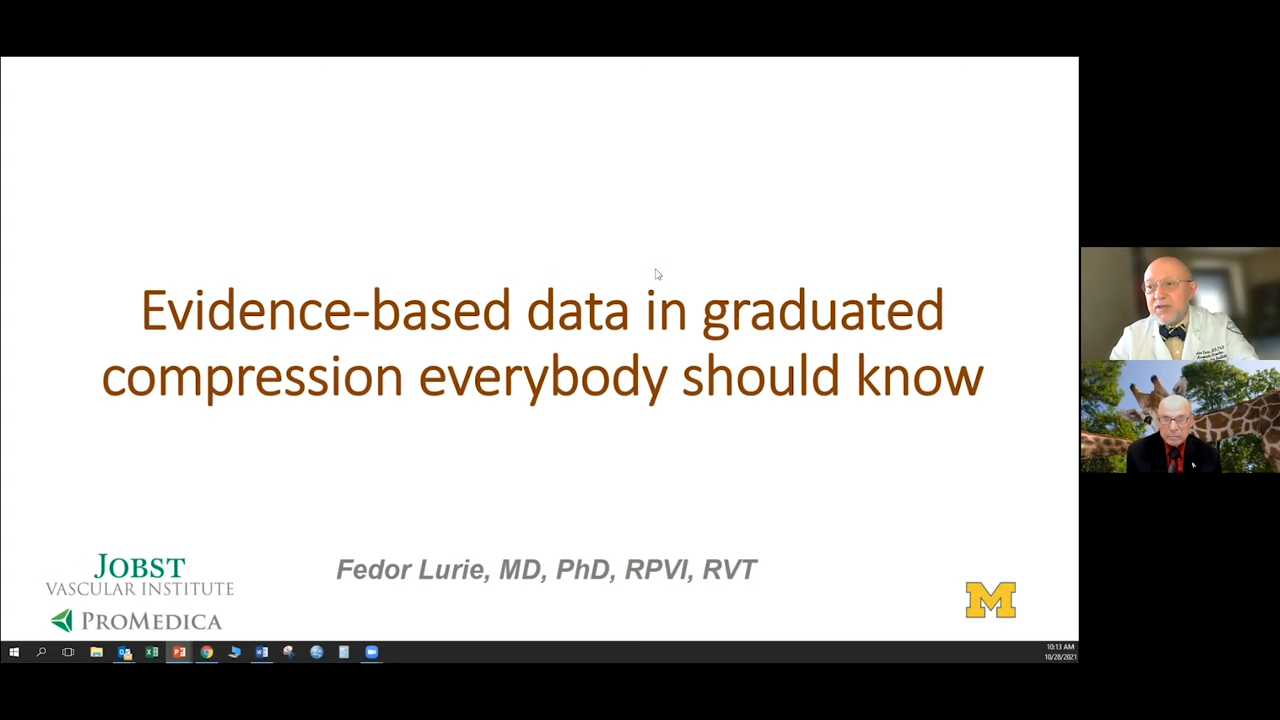 Evidence-based data in graduated
compression everybody should know
Fedor Lurie, MD, PhD, RPVI, RVT
JOBST
VASCULAR INSTITUTE
PROMEDICA
M
10:13 AM
10/28/2021